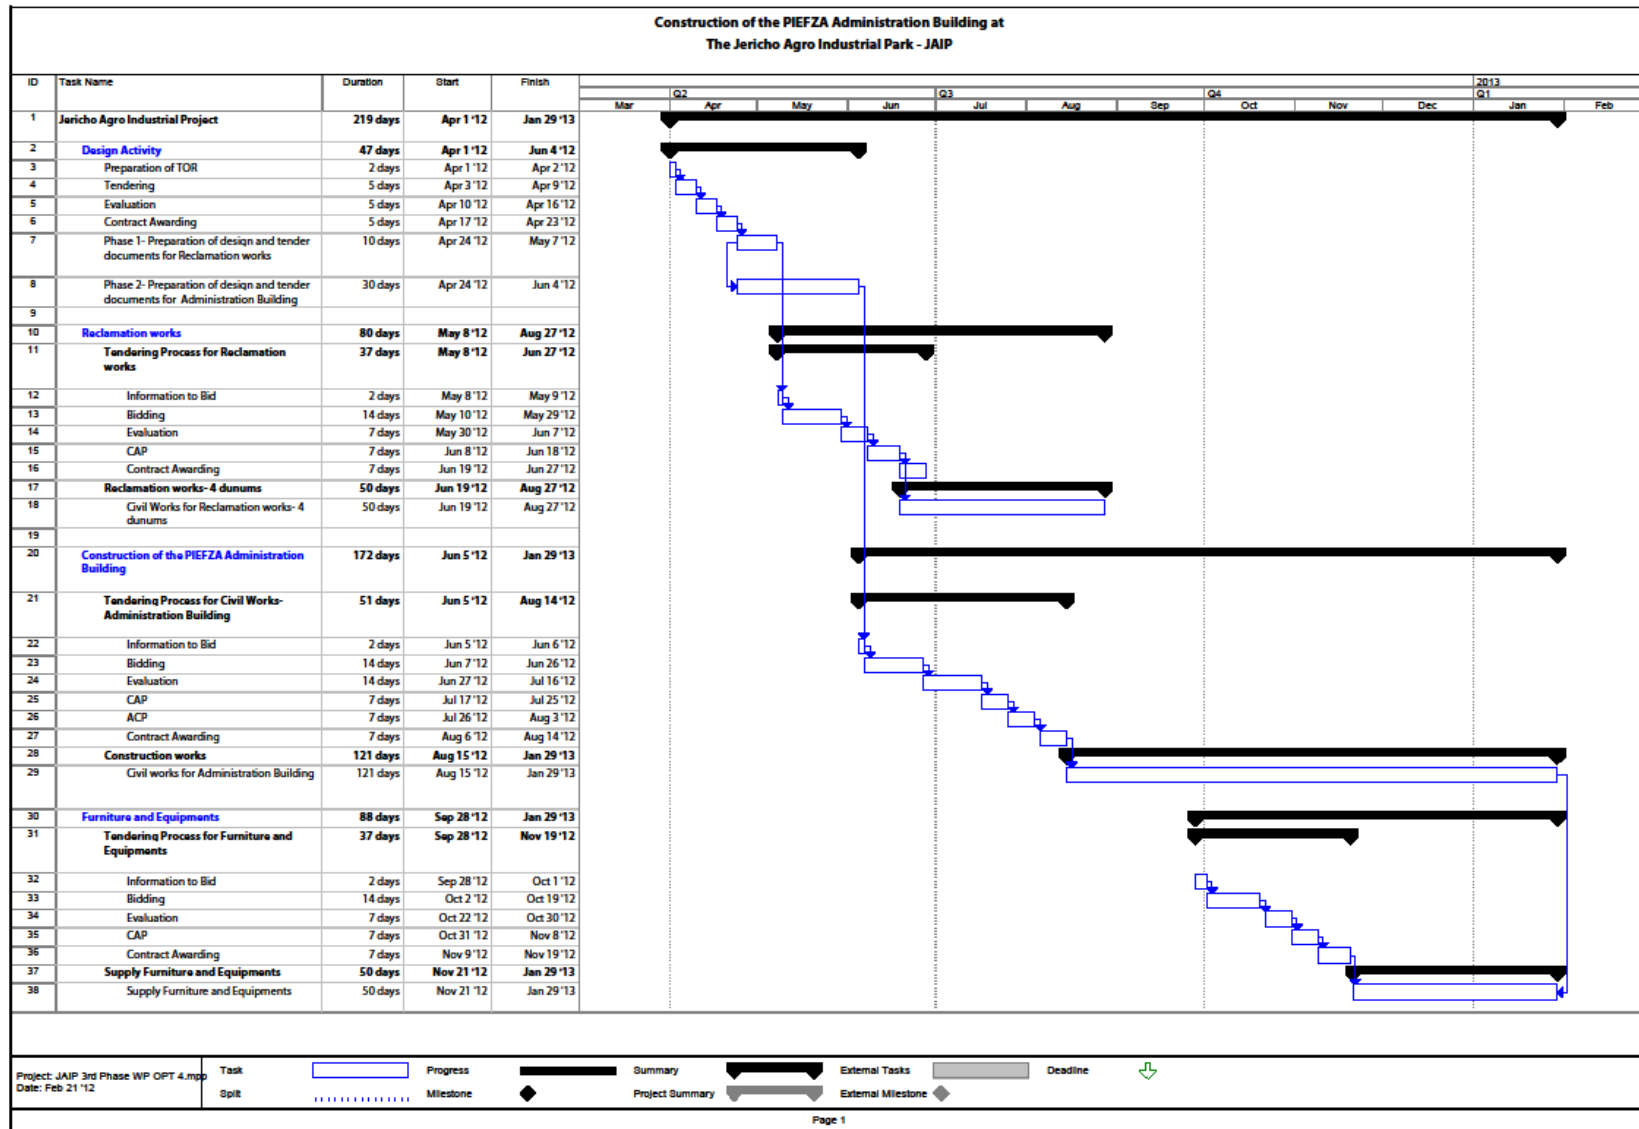 Construction of the PIEFZA Administration Building at
The Jericho Agro Industrial Park - JAIP
ID Task Name Duration Start Finish
2013
Q2 Q3 Q4 Q1
Mar Apr May Jun Jul Aug Sep Oct Nov Dec Jan Feb
1 Jericho Agro Industrial Project 219 days Apr 1 '12 Jan 29 '13
2 Design Activity 47 days Apr 1 '12 Jun 4 '12
3 Preparation of TOR 2 days Apr 1 '12 Apr 2 '12
4 Tendering 5 days Apr 3 '12 Apr 9 '12
5 Evaluation 5 days Apr 10 '12 Apr 16 '12
6 Contract Awarding 5 days Apr 17 '12 Apr 23 '12
7 Phase 1- Preparation of design and tender 10 days Apr 24 '12 May 7 '12
documents for Reclamation works
8 Phase 2- Preparation of design and tender 30 days Apr 24 '12 Jun 4 '12
documents for Administration Building
9
10 Reclamation works 80 days May 8 '12 Aug 27 '12
11 Tendering Process for Reclamation 37 days May 8 '12 Jun 27 '12
works
12 Information to Bid 2 days May 8 '12 May 9 '12
13 Bidding 14 days May 10 '12 May 29 '12
14 Evaluation 7 days May 30 '12 Jun 7 '12
15 CAP 7 days Jun 8 '12 Jun 18 '12
16 Contract Awarding 7 days Jun 19 '12 Jun 27 '12
17 Reclamation works- 4 dunums 50 days Jun 19 '12 Aug 27 '12
18 Civil Works for Reclamation works- 4 50 days Jun 19 '12 Aug 27 '12
dunums
19
20 Construction of the PIEFZA Administration 172 days Jun 5 '12 Jan 29 '13
Building
21 Tendering Process for Civil Works- 51 days Jun 5 '12 Aug 14 '12
Administration Building
22 Information to Bid 2 days Jun 5 '12 Jun 6 '12
23 Bidding 14 days Jun 7 '12 Jun 26 '12
24 Evaluation 14 days Jun 27 '12 Jul 16 '12
25 CAP 7 days Jul 17 '12 Jul 25 '12
26 ACP 7 days Jul 26 '12 Aug 3 '12
27 Contract Awarding 7 days Aug 6 '12 Aug 14 '12
28 Construction works 121 days Aug 15 '12 Jan 29 '13
29 Civil works for Administration Building 121 days Aug 15 '12 Jan 29 '13
30 Furniture and Equipments 88 days Sep 28 '12 Jan 29 '13
31 Tendering Process for Furniture and 37 days Sep 28 '12 Nov 19 '12
Equipments
32 Information to Bid 2 days Sep 28 '12 Oct 1 '12
33 Bidding 14 days Oct 2 '12 Oct 19 '12
34 Evaluation 7 days Oct 22 '12 Oct 30 '12
35 CAP 7 days Oct 31 '12 Nov 8 '12
36 Contract Awarding 7 days Nov 9 '12 Nov 19 '12
37 Supply Furniture and Equipments 50 days Nov 21 '12 Jan 29 '13
38 Supply Furniture and Equipments 50 days Nov 21 '12 Jan 29 '13
Project: JAIP 3rd Phase WP OPT 4.mpp
Date: Feb 21 '12
Task Progress Summary External Tasks Deadline
Split Milestone Project Summary External Milestone
Page 1